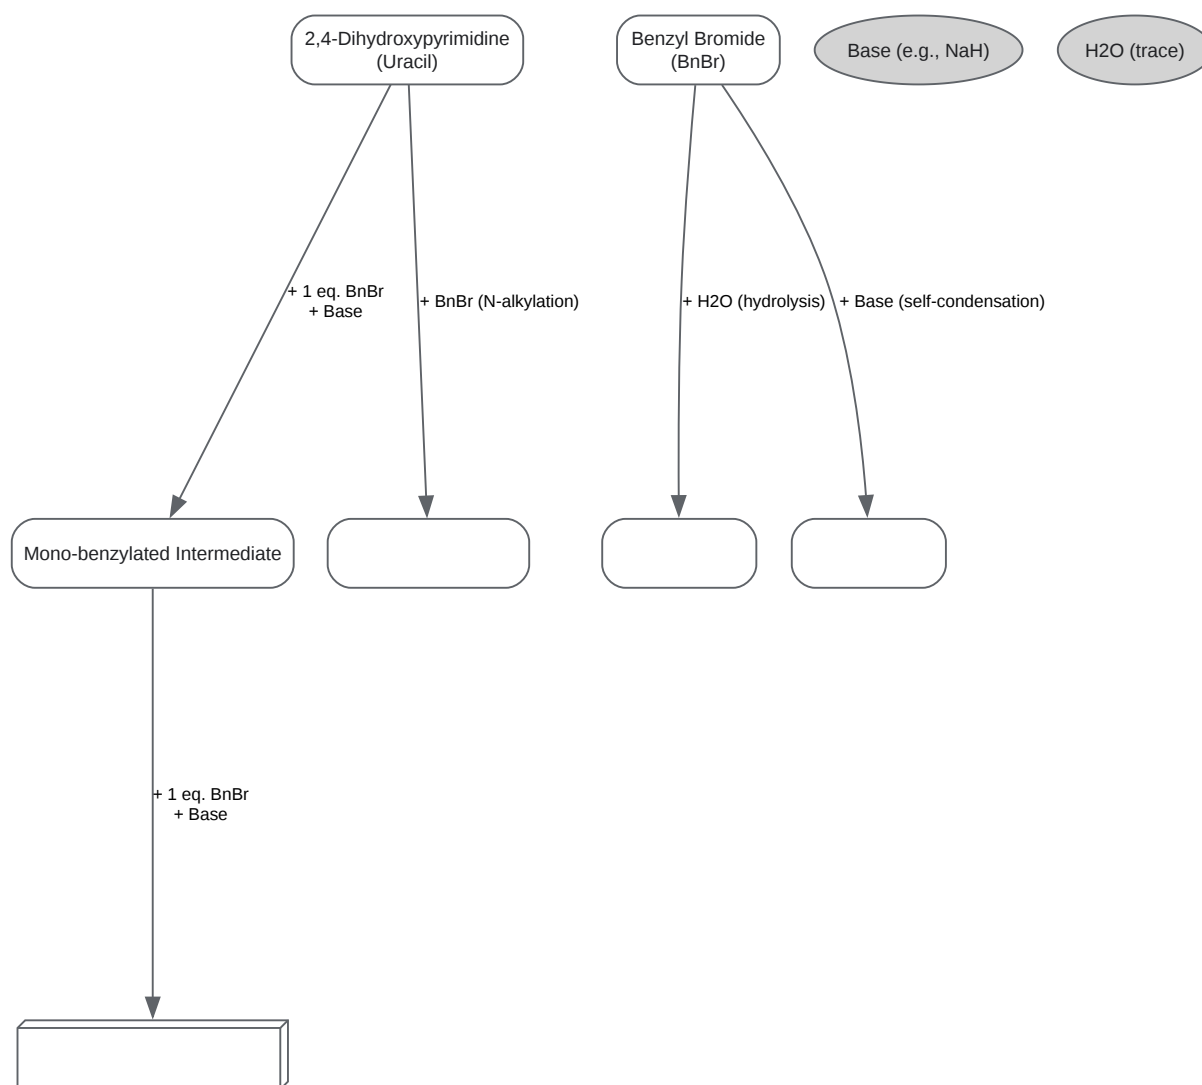 2,4-Dihydroxypyrimidine
(Uracil)
Benzyl Bromide
(BnBr)
Base (e.g., NaH)
H2O (trace)
+ 1 eq. BnBr
+ Base
+ BnBr (N-alkylation)
+ H2O (hydrolysis)
+ Base (self-condensation)
Mono-benzylated Intermediate
+ 1 eq. BnBr
+ Base